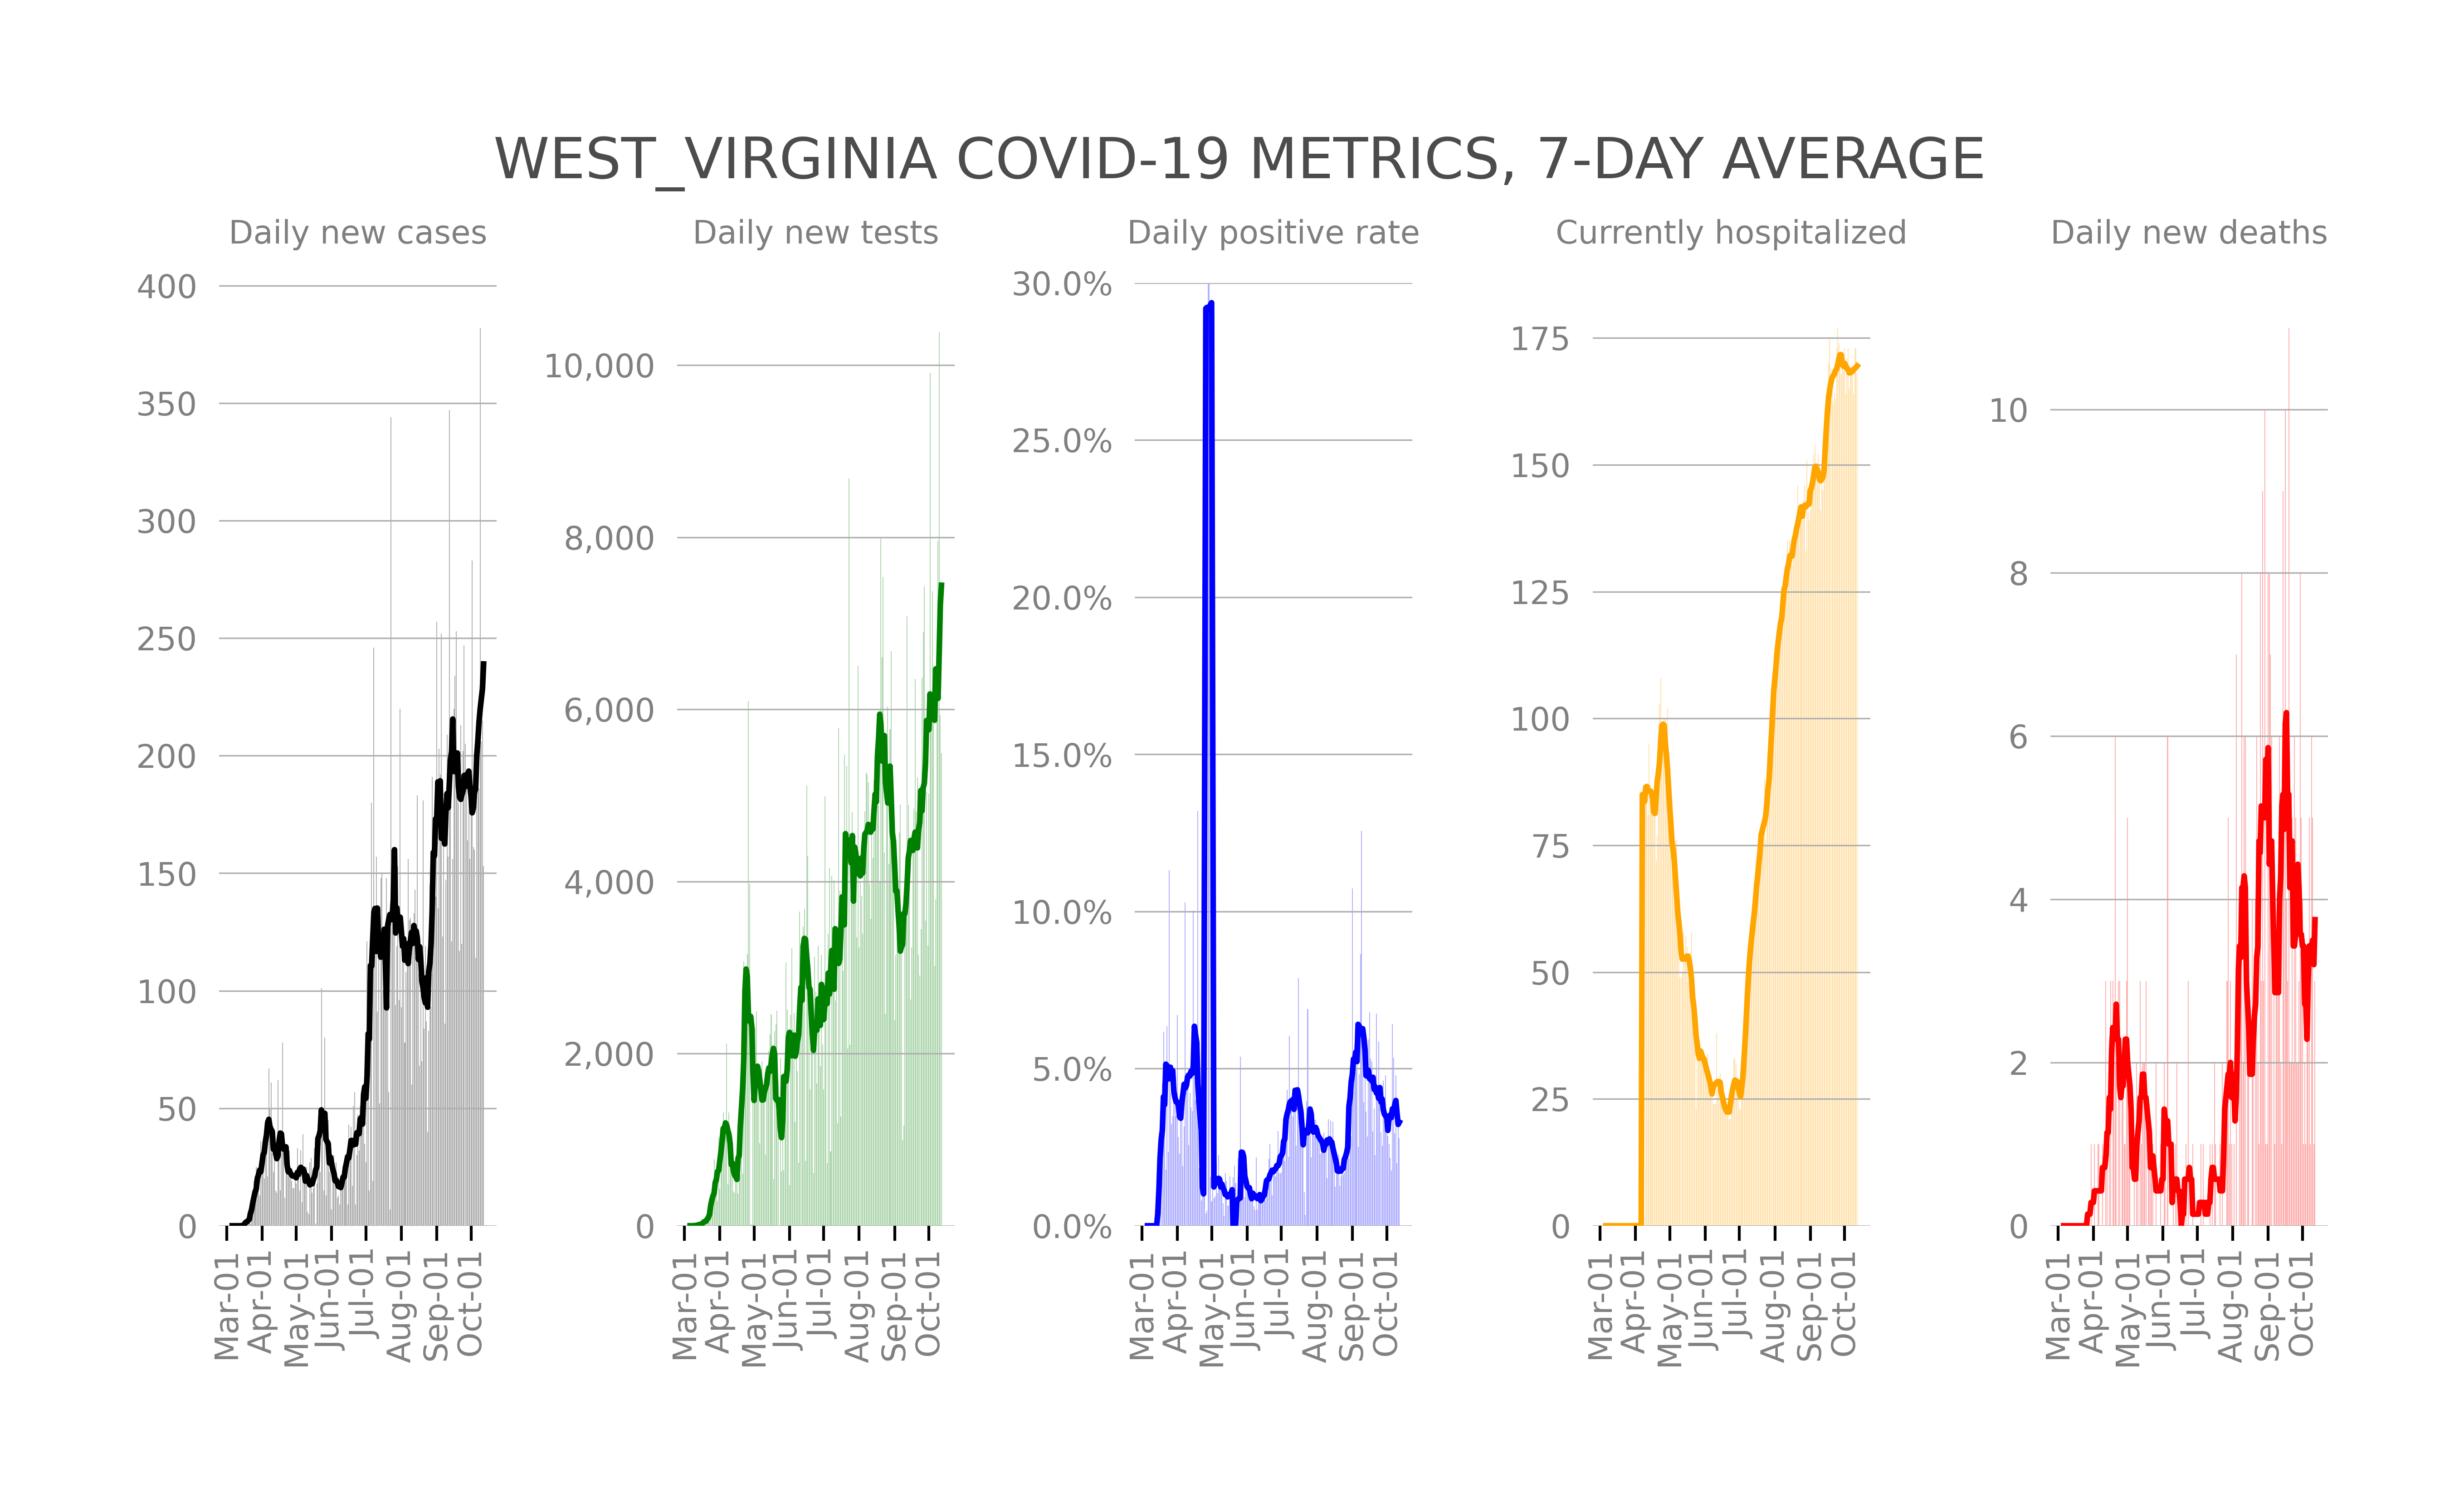 WEST_VIRGINIA COVID-19 METRICS, 7-DAY AVERAGE
Daily new cases
400
350
300
250
200
150
100
50
0
Mar-01
Apr-01
May-01
Jun-01
Jul-01
Aug-01
Sep-01
Oct-01
Daily new tests
10,000
8,000
6,000
4,000
2,000
0
Mar-01
Apr-01
May-01
Jun-01
Jul-01
Aug-01
Sep-01
Oct-01
Daily positive rate
30.0%
25.0%
20.0%
15.0%
10.0%
5.0%
0.0%
Mar-01
Apr-01
May-01
Jun-01
Jul-01
Aug-01
Sep-01
Oct-01
Currently hospitalized
175
150
125
100
75
50
25
0
Mar-01
Apr-01
May-01
Jun-01
Jul-01
Aug-01
Sep-01
Oct-01
Daily new deaths
10
8
6
4
2
0
Mar-01
Apr-01
May-01
Jun-01
Jul-01
Aug-01
Sep-01
Oct-01